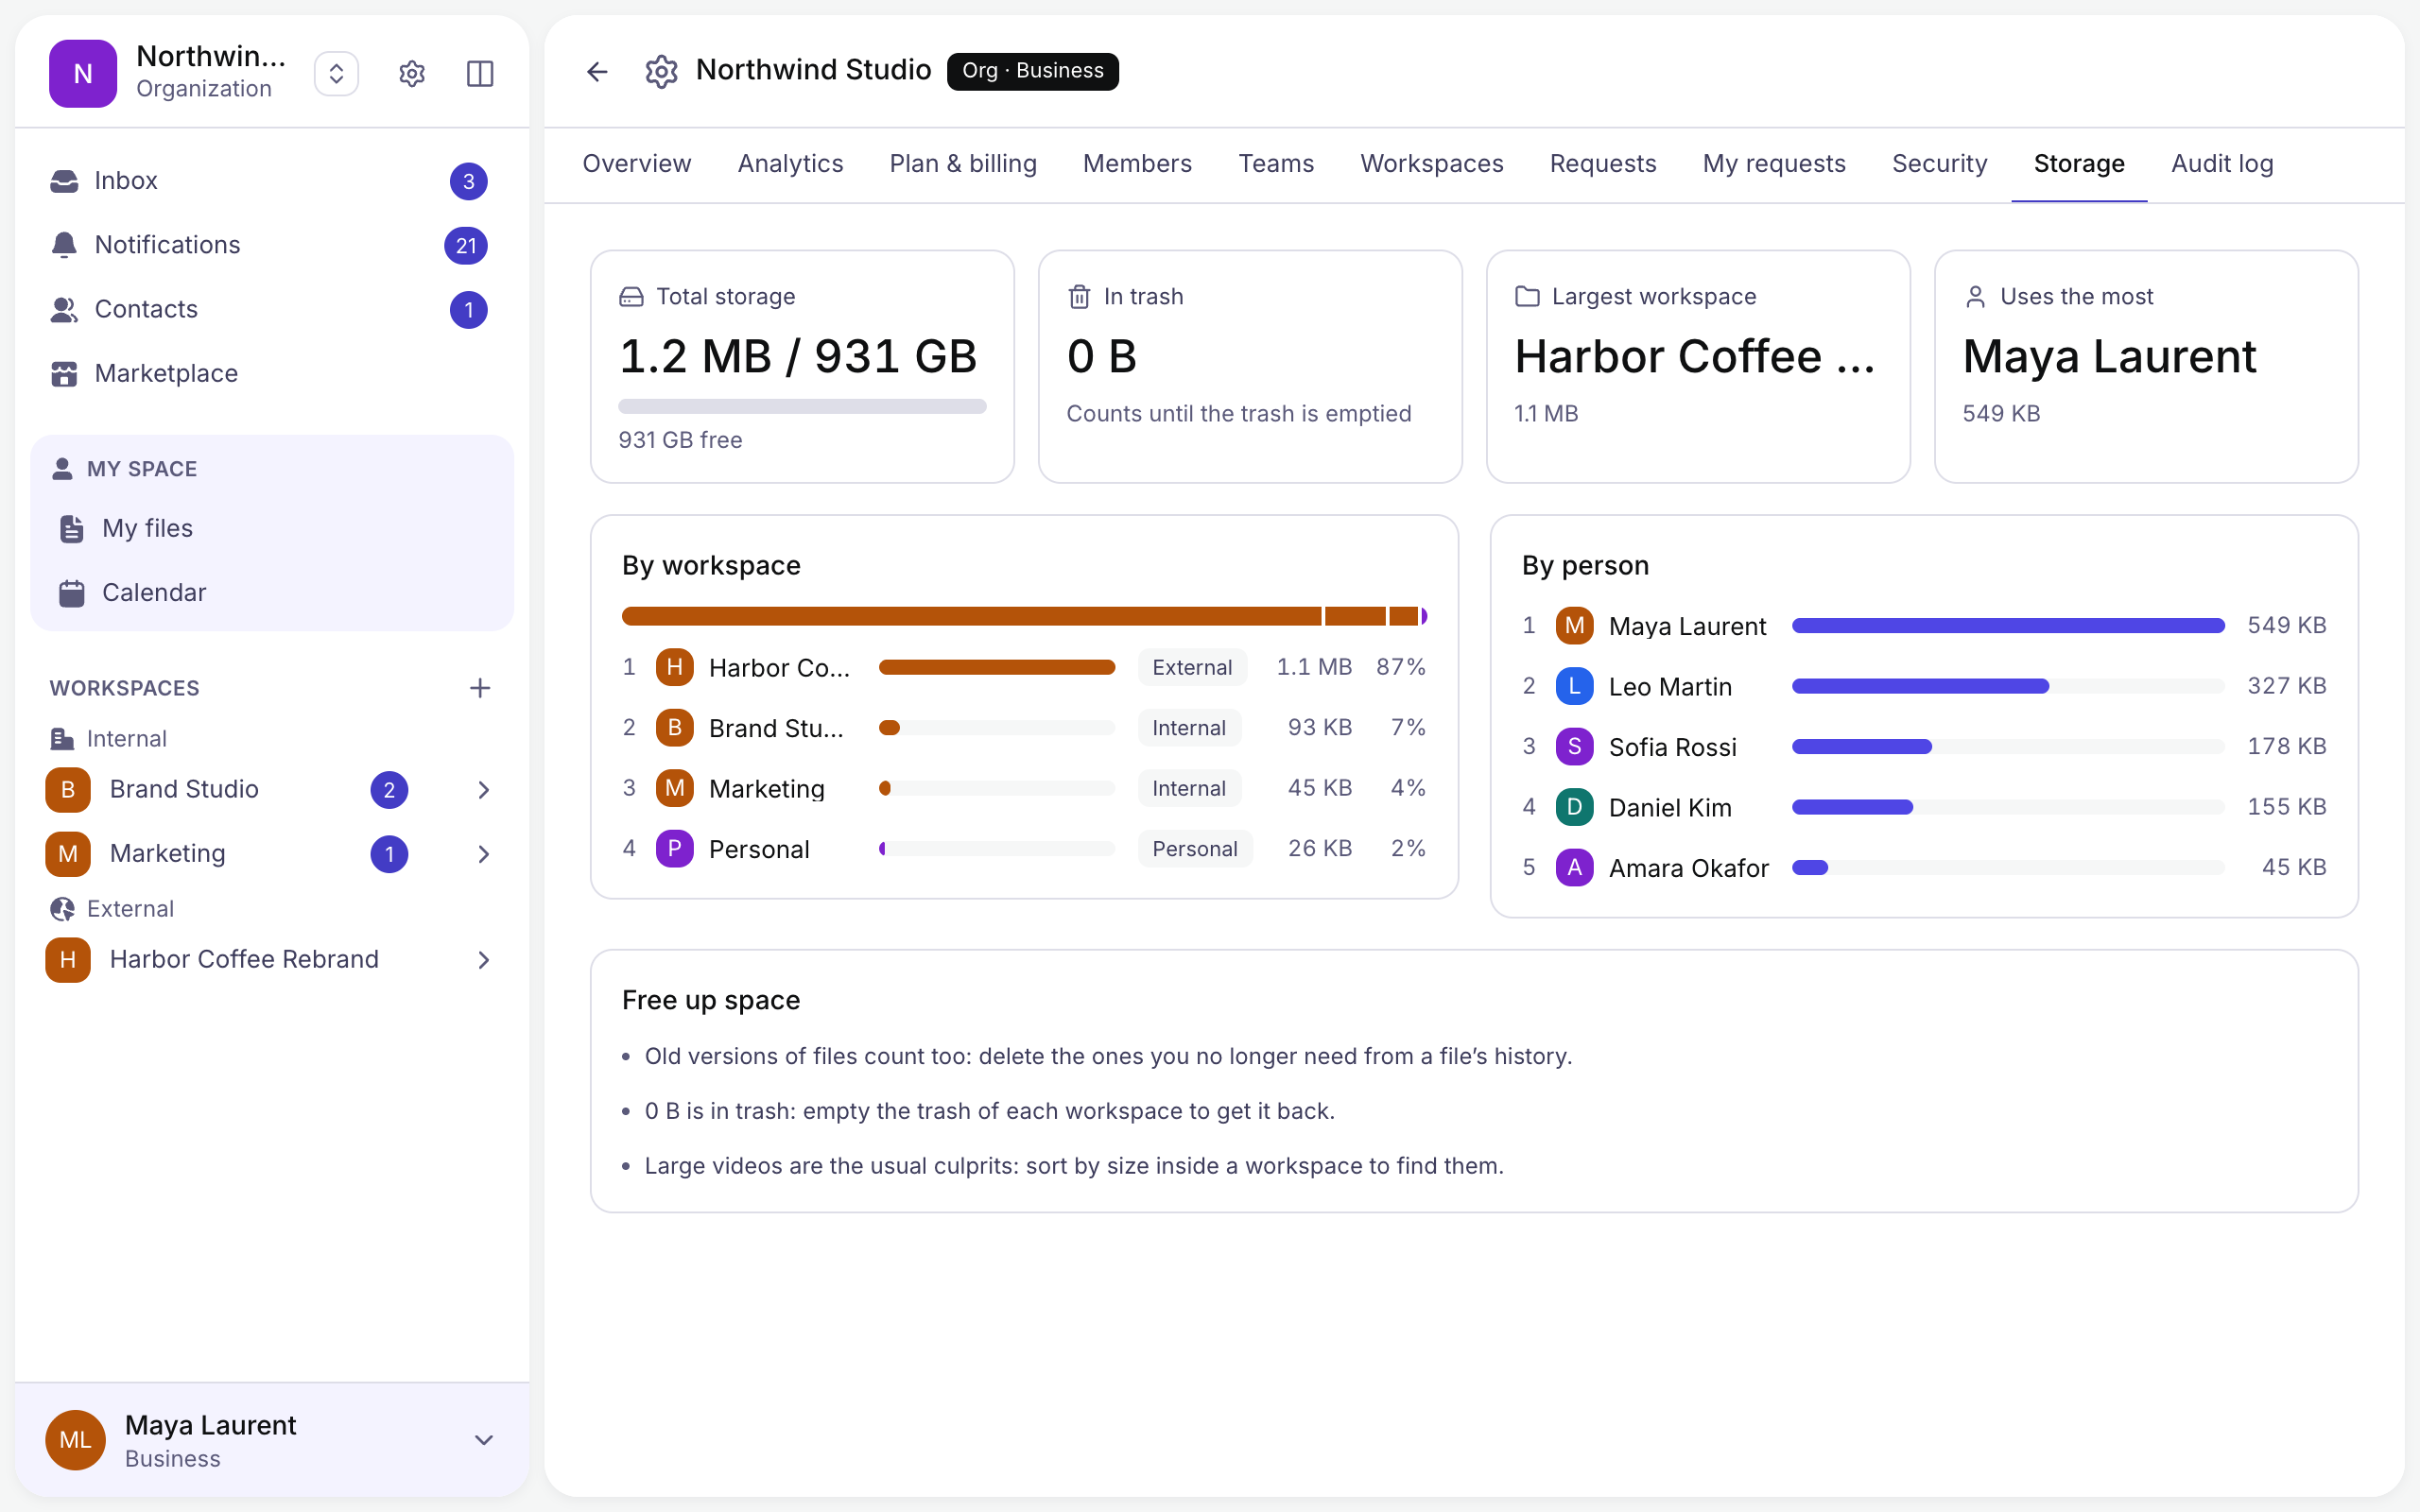 N
Northwin...
Organization
Inbox
3
Notifications
21
Contacts
1
Marketplace
MY SPACE
My files
Calendar
WORKSPACES
Internal
B
Brand Studio
2
M
Marketing
1
External
H
Harbor Coffee Rebrand
ML
Maya Laurent
Business
Northwind Studio
Org · Business
Overview
Analytics
Plan & billing
Members
Teams
Workspaces
Requests
My requests
Security
Storage
Audit log
Total storage
1.2 MB / 931 GB
931 GB free
In trash
0 B
Counts until the trash is emptied
Largest workspace
Harbor Coffee ...
1.1 MB
Uses the most
Maya Laurent
549 KB
By workspace
1 H Harbor Co... External 1.1 MB 87%
2 B Brand Stu... Internal 93 KB 7%
3 M Marketing Internal 45 KB 4%
4 P Personal Personal 26 KB 2%
By person
1 M Maya Laurent 549 KB
2 L Leo Martin 327 KB
3 S Sofia Rossi 178 KB
4 D Daniel Kim 155 KB
5 A Amara Okafor 45 KB
Free up space
• Old versions of files count too: delete the ones you no longer need from a file’s history.
• 0 B is in trash: empty the trash of each workspace to get it back.
• Large videos are the usual culprits: sort by size inside a workspace to find them.